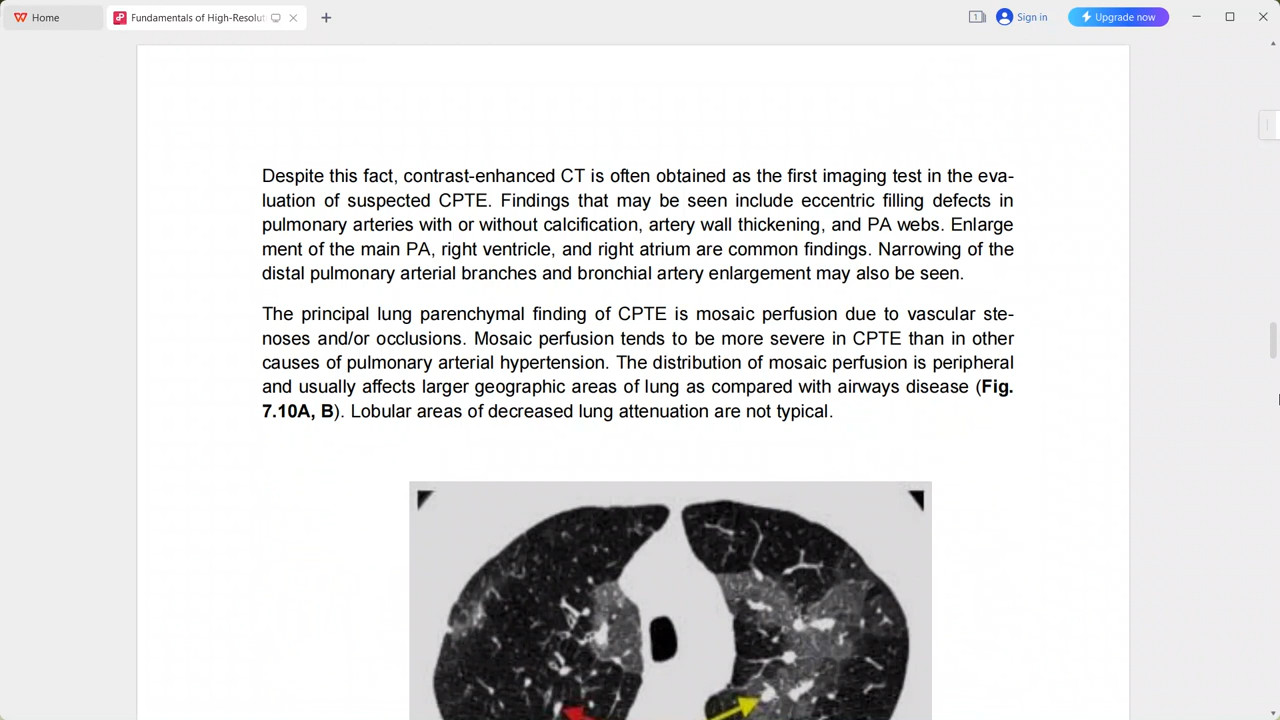 Home
Fundamentals of High-Resolut
1
Sign in
Upgrade now
Despite this fact, contrast-enhanced CT is often obtained as the first imaging test in the eva-
luation of suspected CPTE. Findings that may be seen include eccentric filling defects in
pulmonary arteries with or without calcification, artery wall thickening, and PA webs. Enlarge
ment of the main PA, right ventricle, and right atrium are common findings. Narrowing of the
distal pulmonary arterial branches and bronchial artery enlargement may also be seen.
The principal lung parenchymal finding of CPTE is mosaic perfusion due to vascular ste-
noses and/or occlusions. Mosaic perfusion tends to be more severe in CPTE than in other
causes of pulmonary arterial hypertension. The distribution of mosaic perfusion is peripheral
and usually affects larger geographic areas of lung as compared with airways disease (Fig.
7.10A, B). Lobular areas of decreased lung attenuation are not typical.